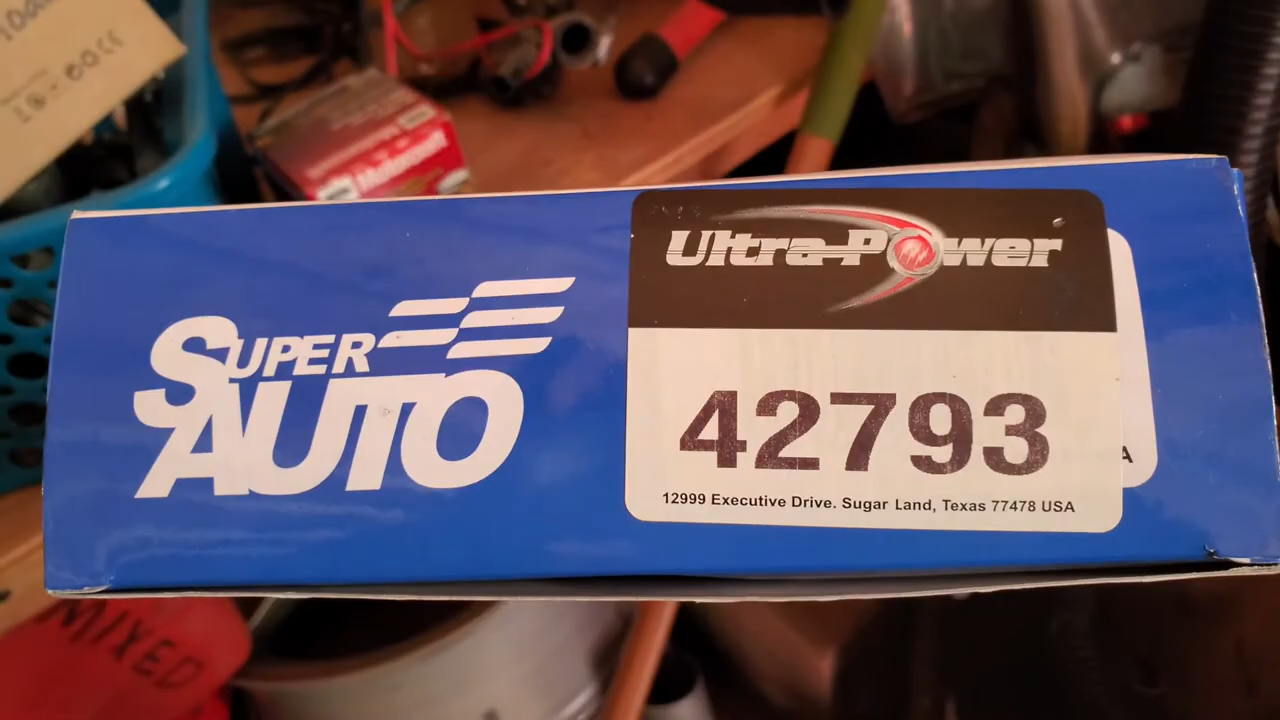 SUPER
AUTO
Ultra-Power
42793
12999 Executive Drive. Sugar Land, Texas 77478 USA
A
MIXED